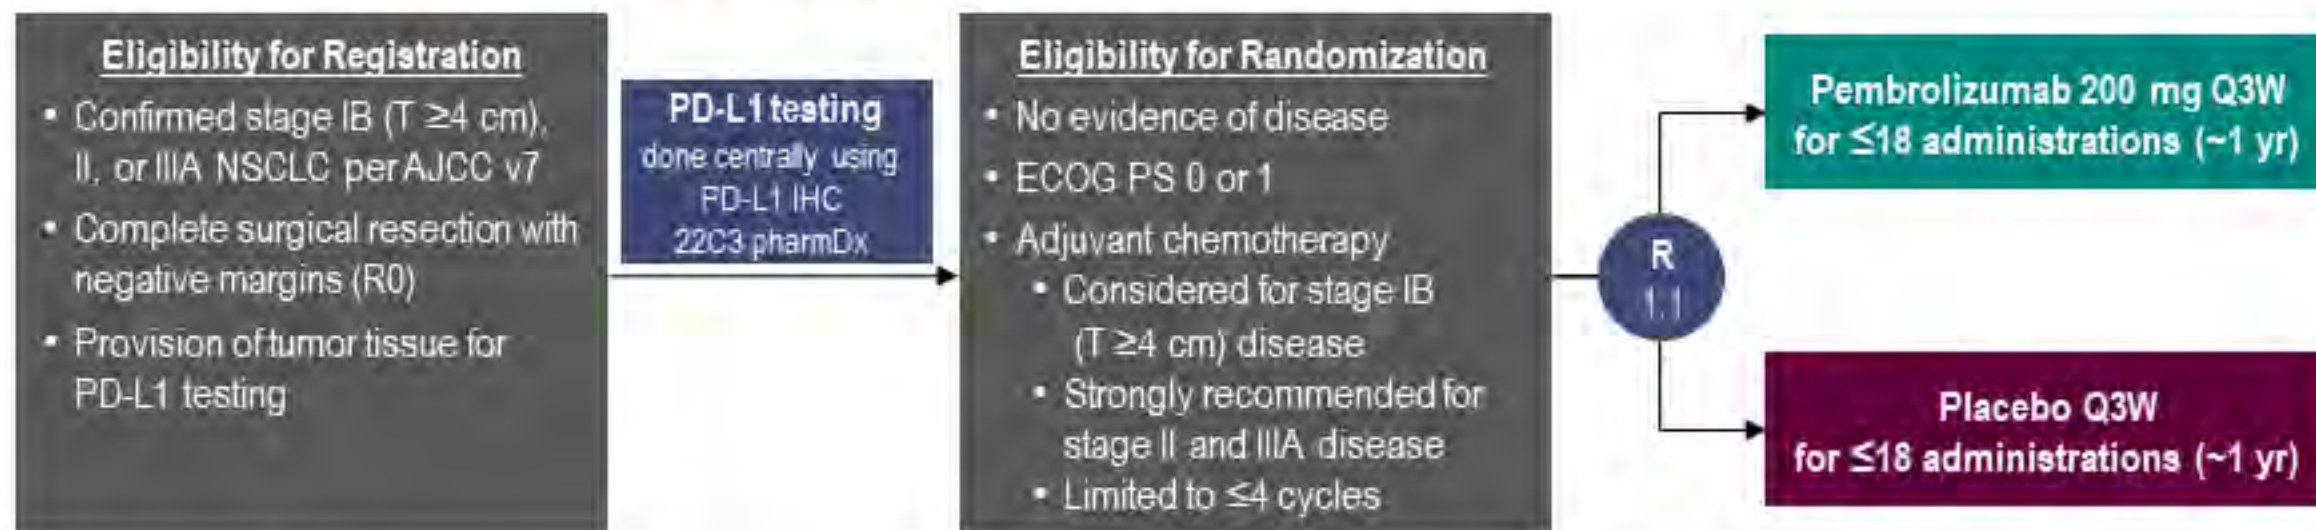 Eligibility for Registration
• Confirmed stage IB (T ≥4 cm),
II, or IIIA NSCLC per AJCC v7
• Complete surgical resection with
negative margins (R0)
• Provision of tumor tissue for
PD-L1 testing
PD-L1 testing
done centrally using
PD-L1 IHC
22C3 pharmDx
Eligibility for Randomization
• No evidence of disease
• ECOG PS 0 or 1
• Adjuvant chemotherapy
• Considered for stage IB
(T ≥4 cm) disease
• Strongly recommended for
stage II and IIIA disease
• Limited to ≤4 cycles
R
1:1
Pembrolizumab 200 mg Q3W
for ≤18 administrations (~1 yr)
Placebo Q3W
for ≤18 administrations (~1 yr)